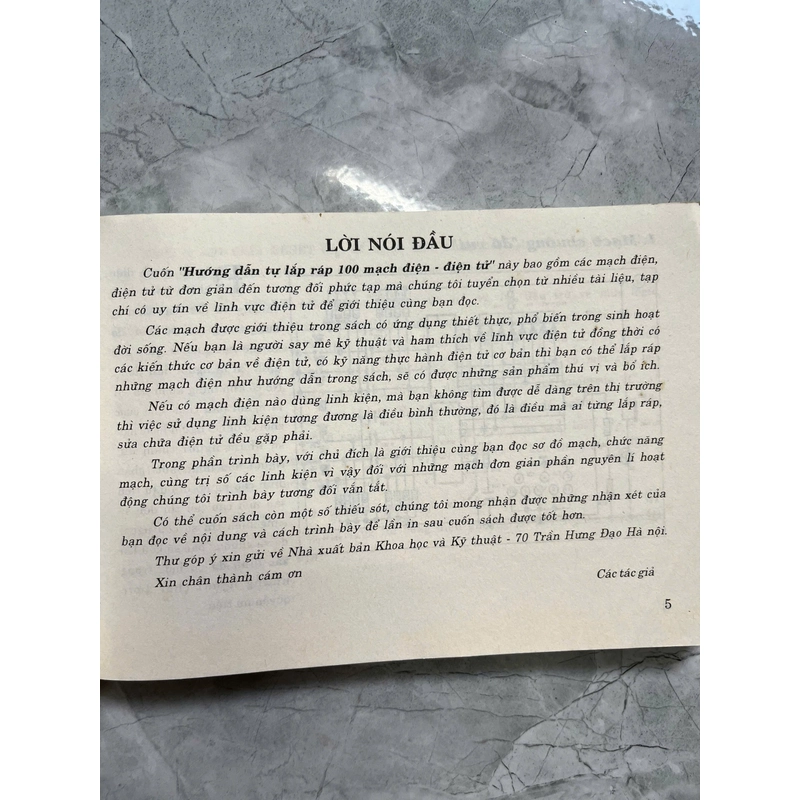 LỜI NÓI ĐẦU
Cuốn "Hướng dẫn tự lắp ráp 100 mạch điện - điện tử" này bao gồm các mạch điện,
điện tử từ đơn giản đến tương đối phức tạp mà chúng tôi tuyển chọn từ nhiều tài liệu, tạp
chí có uy tín về lĩnh vực điện tử để giới thiệu cùng bạn đọc.
Các mạch được giới thiệu trong sách có ứng dụng thiết thực, phổ biến trong sinh hoạt
đời sống. Nếu bạn là người say mê kỹ thuật và ham thích về lĩnh vực điện tử đồng thời có
các kiến thức cơ bản về điện tử, có kỹ năng thực hành điện tử cơ bản thì bạn có thể lắp ráp
những mạch điện như hướng dẫn trong sách, sẽ có được những sản phẩm thú vị và bổ ích.
Nếu có mạch điện nào dùng linh kiện, mà bạn không tìm được dễ dàng trên thị trường
thì việc sử dụng linh kiện tương đương là điều bình thường, đó là điều mà ai từng lắp ráp,
sửa chữa điện tử đều gặp phải.
Trong phần trình bày, với chủ đích là giới thiệu cùng bạn đọc sơ đồ mạch, chức năng
mạch, cùng trị số các linh kiện vì vậy đối với những mạch đơn giản phần nguyên lí hoạt
động chúng tôi trình bày tương đối vắn tắt.
Có thể cuốn sách còn một số thiếu sót, chúng tôi mong nhận được những nhận xét của
bạn đọc về nội dung và cách trình bày để lần in sau cuốn sách được tốt hơn.
Thư góp ý xin gửi về Nhà xuất bản Khoa học và Kỹ thuật - 70 Trần Hưng Đạo Hà nội.
Xin chân thành cám ơn Các tác giả
5